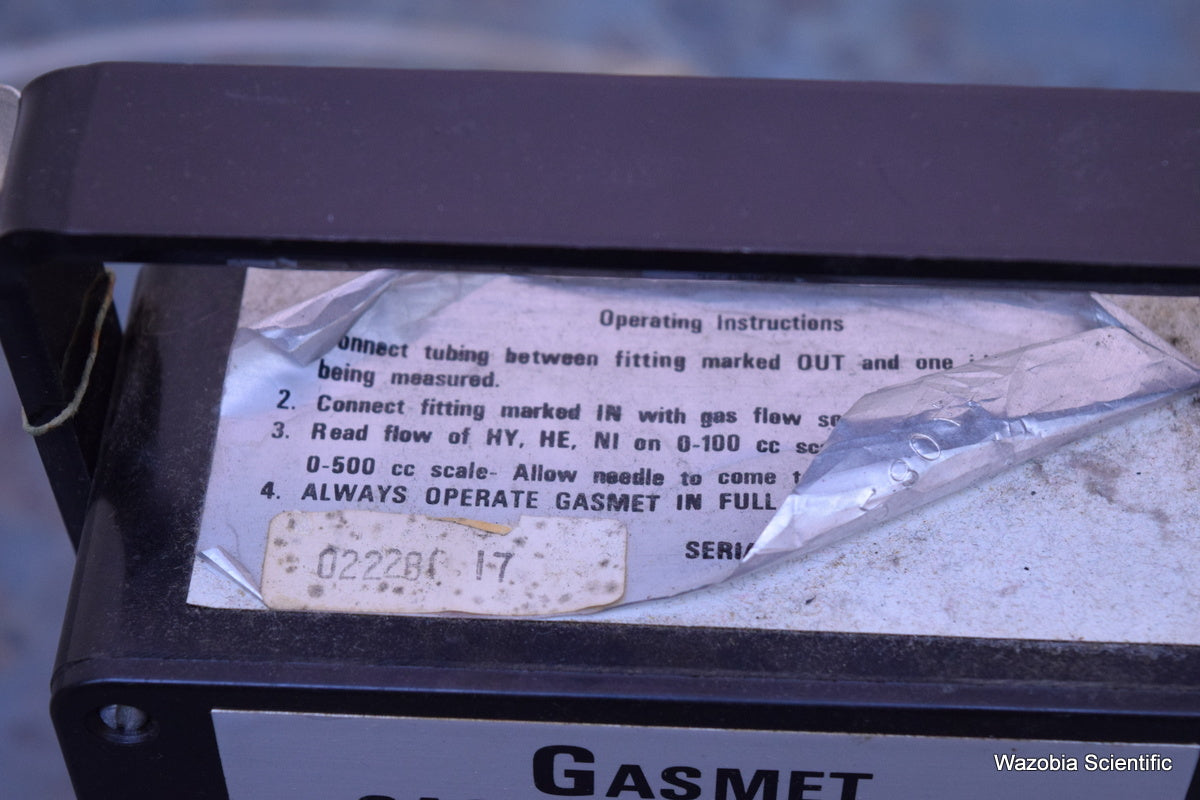 Operating Instructions
onnect tubing between fitting marked OUT and one
being measured.
2. Connect fitting marked IN with gas flow
3. Read flow of HY, HE, NI on 0-100 cc
0-500 cc scale- Allow needle to come
4. ALWAYS OPERATE GASMET IN FULL
SERIA
17
GASMET
Wazobia Scientific